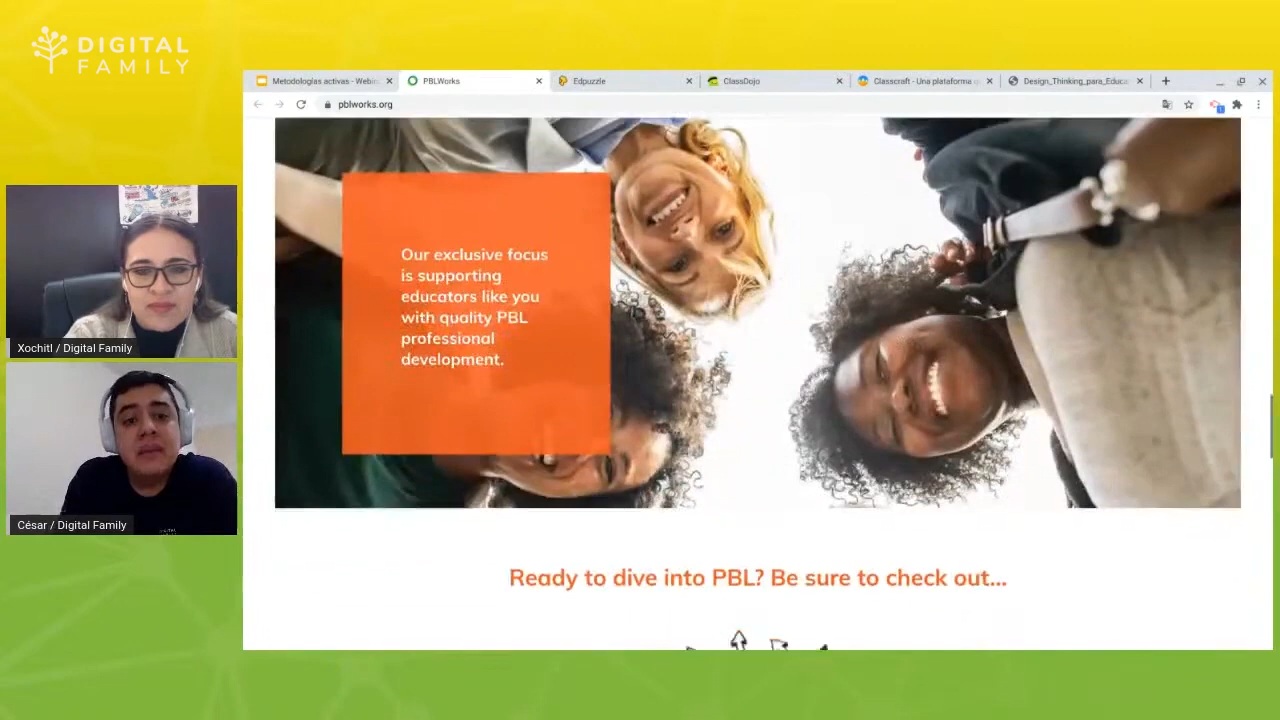 DIGITAL
FAMILY
Metodologías activas - Webin
PBLWorks
Edpuzzle
ClassDojo
Classcraft - Una plataforma
Design_Thinking_para_Educa
pblworks.org
Our exclusive focus
is supporting
educators like you
with quality PBL
professional
development.
Xochitl / Digital Family
César / Digital Family
Ready to dive into PBL? Be sure to check out...